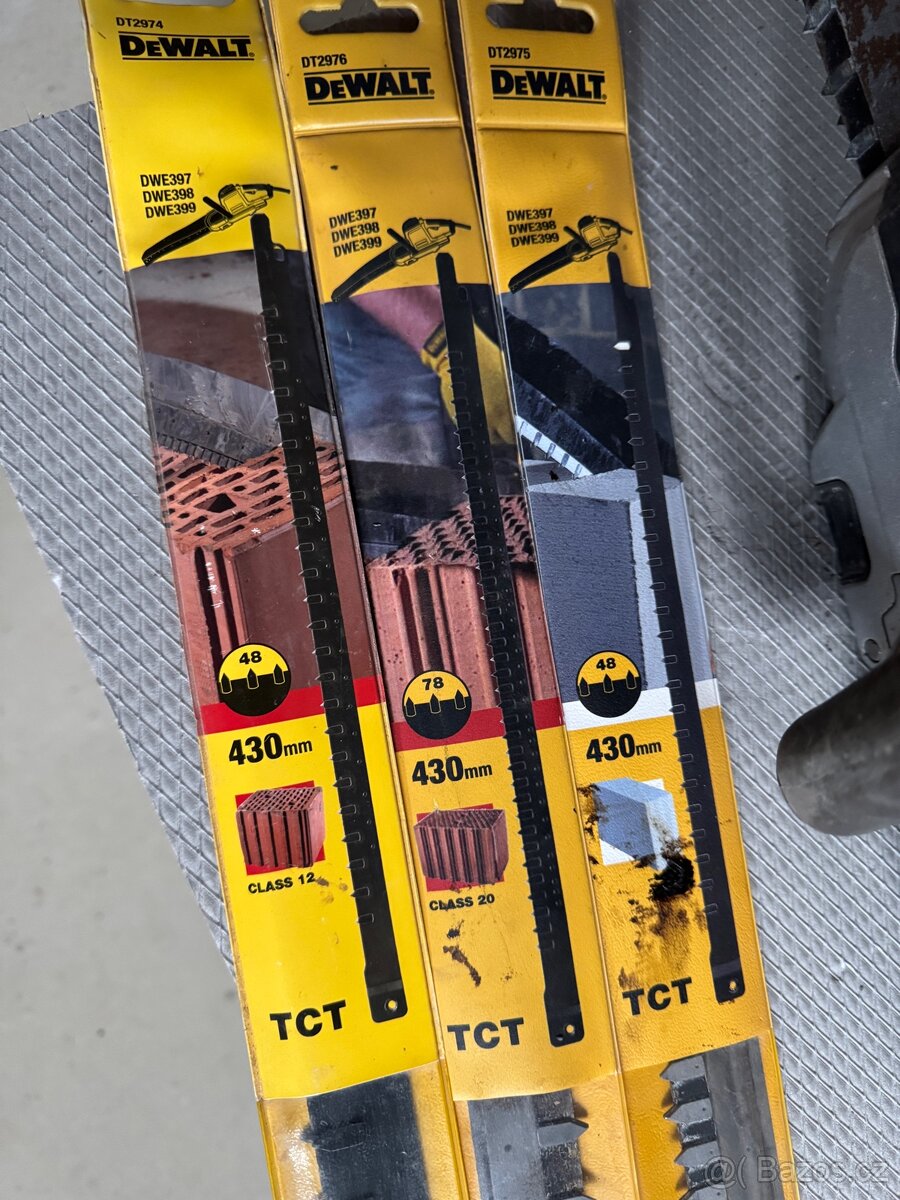 DT2974
DEWALT
DWE397
DWE398
DWE399
48
430mm
CLASS 12
TCT
DT2976
DEWALT
DWE397
DWE398
DWE399
78
430mm
CLASS 20
TCT
DT2975
DEWALT
DWE397
DWE398
DWE399
48
430mm
TCT
Bazos.cz